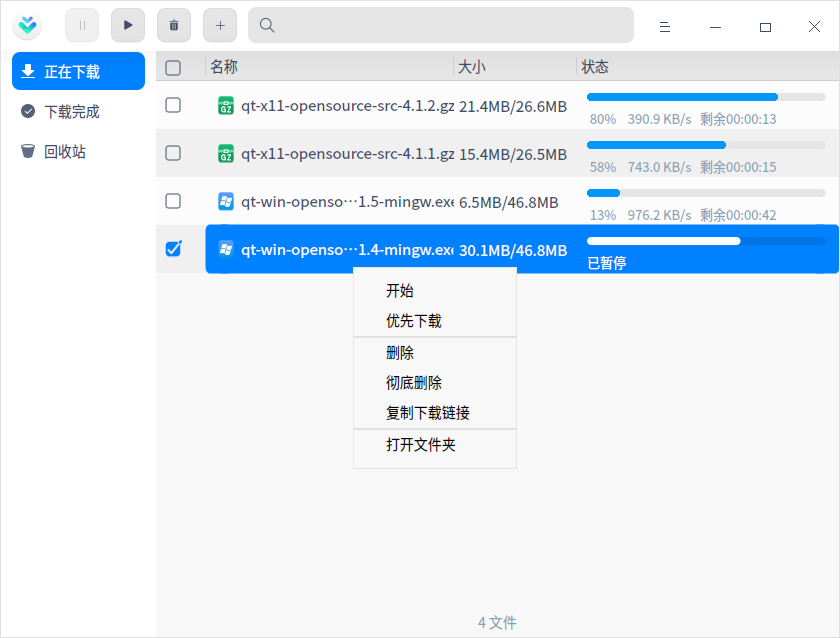 正在下载
下载完成
回收站
名称 大小 状态
qt-x11-opensource-src-4.1.2.gz 21.4MB/26.6MB
80% 390.9 KB/s 剩余00:00:13
qt-x11-opensource-src-4.1.1.gz 15.4MB/26.5MB
58% 743.0 KB/s 剩余00:00:15
qt-win-openso···1.5-mingw.exe 6.5MB/46.8MB
13% 976.2 KB/s 剩余00:00:42
qt-win-openso···1.4-mingw.exe 30.1MB/46.8MB
已暂停
开始
优先下载
删除
彻底删除
复制下载链接
打开文件夹
4 文件